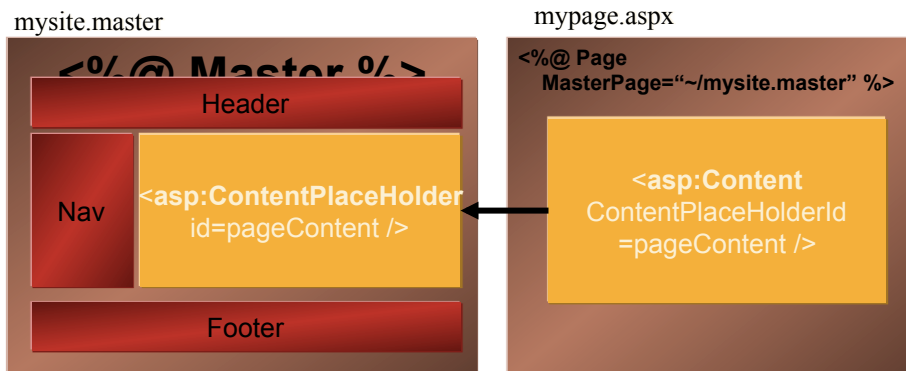 mysite.master
<%@ Master %>
Header
Nav
<asp:ContentPlaceHolder
id=pageContent />
Footer
mypage.aspx
<%@ Page
MasterPage=“~/mysite.master” %>
<asp:Content
ContentPlaceHolderId
=pageContent />